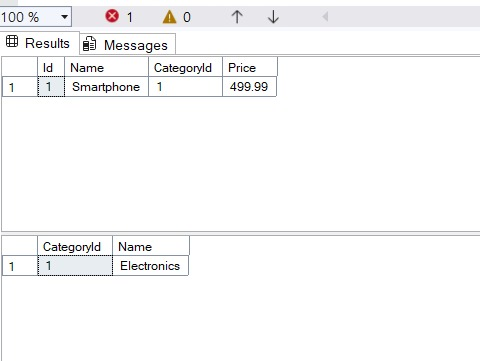 100 % 1 0
Results Messages
Id Name CategoryId Price
1 1 Smartphone 1 499.99
CategoryId Name
1 1 Electronics